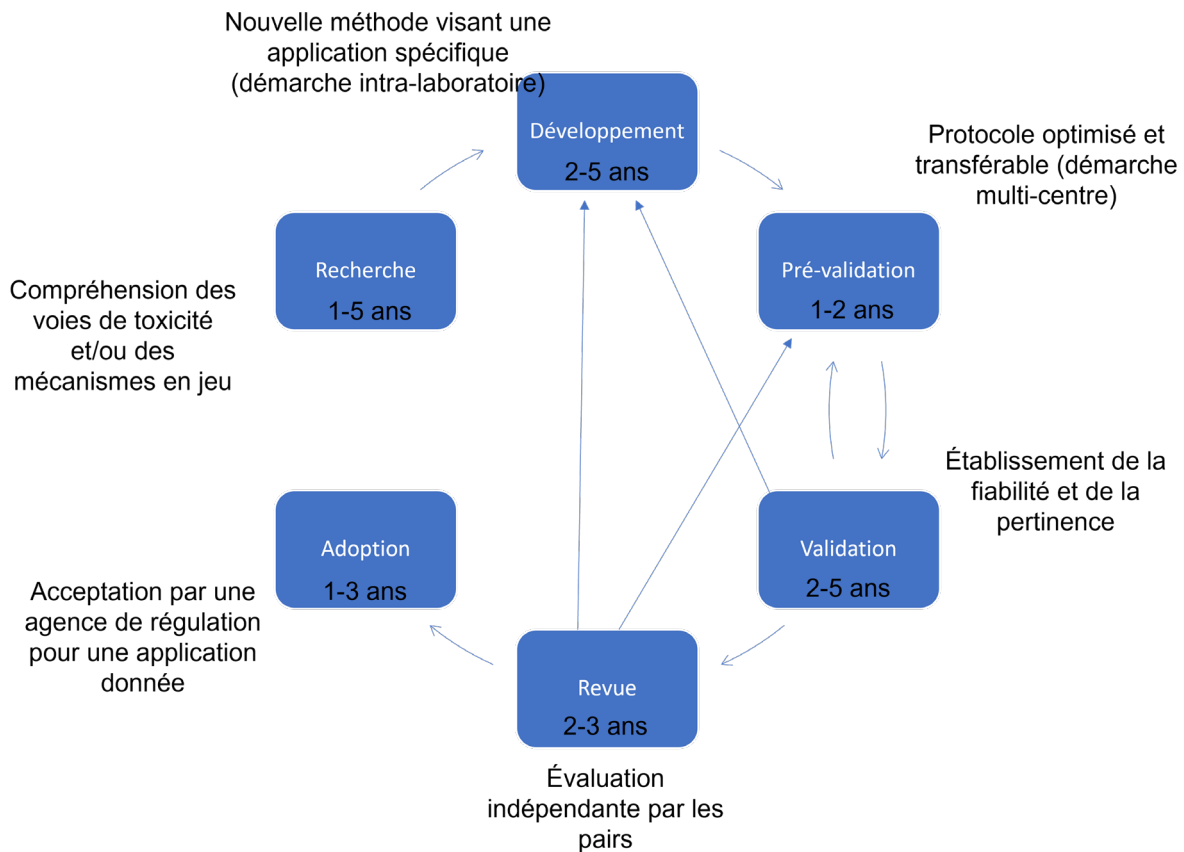 Nouvelle méthode visant une
application spécifique
(démarche intra-laboratoire)
Développement
2-5 ans
Protocole optimisé et
transférable (démarche
multi-centre)
Recherche
1-5 ans
Pré-validation
1-2 ans
Compréhension des
voies de toxicité
et/ou des
mécanismes en jeu
Établissement de la
fiabilité et de la
pertinence
Adoption
1-3 ans
Validation
2-5 ans
Acceptation par une
agence de régulation
pour une application
donnée
Revue
2-3 ans
Évaluation
indépendante par les
pairs